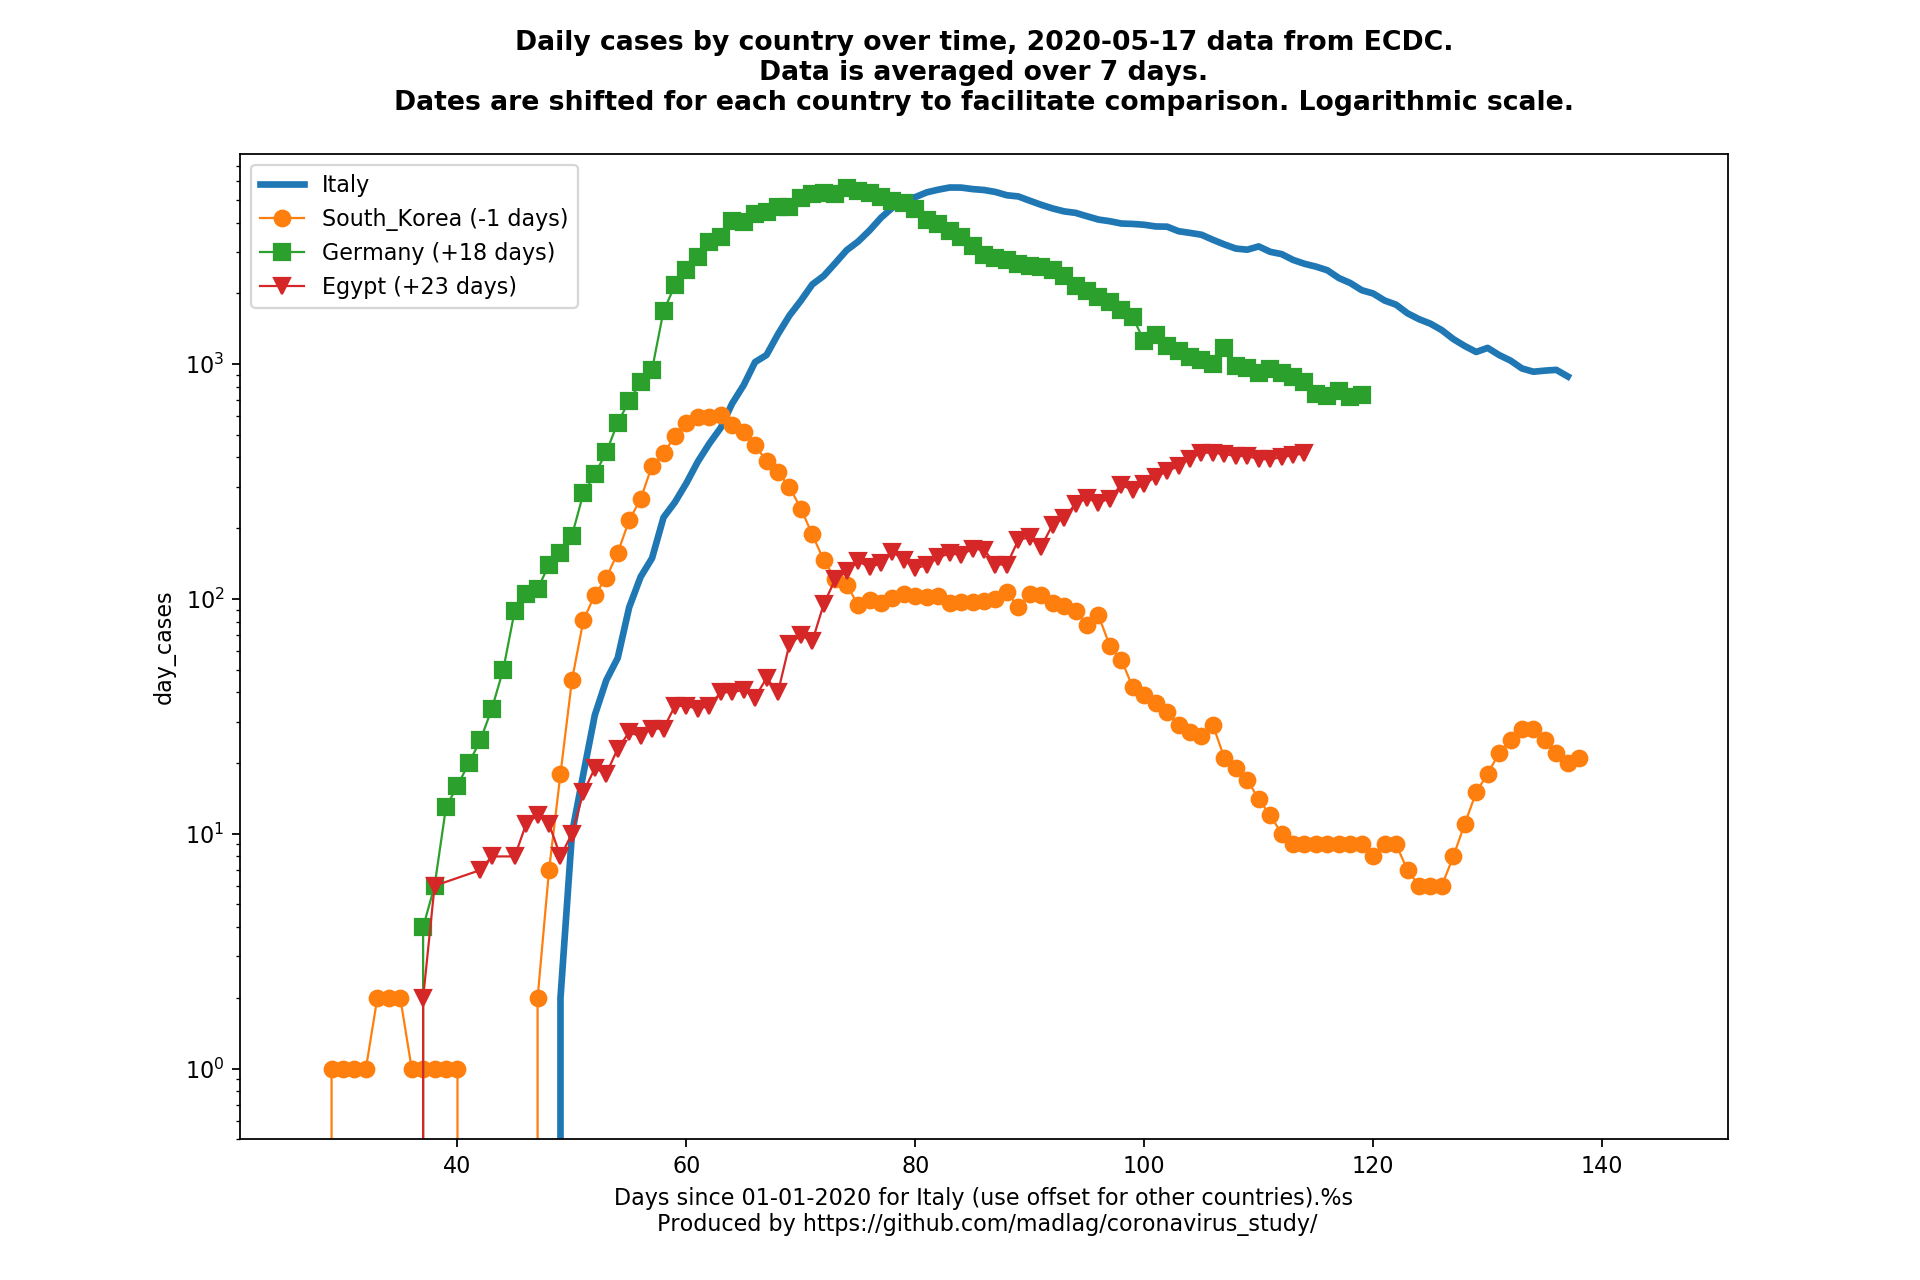 Daily cases by country over time, 2020-05-17 data from ECDC.
Data is averaged over 7 days.
Dates are shifted for each country to facilitate comparison. Logarithmic scale.
Italy
South_Korea (-1 days)
Germany (+18 days)
Egypt (+23 days)
day_cases
10³
10²
10¹
10⁰
40 60 80 100 120 140
Days since 01-01-2020 for Italy (use offset for other countries).%s
Produced by https://github.com/madlag/coronavirus_study/